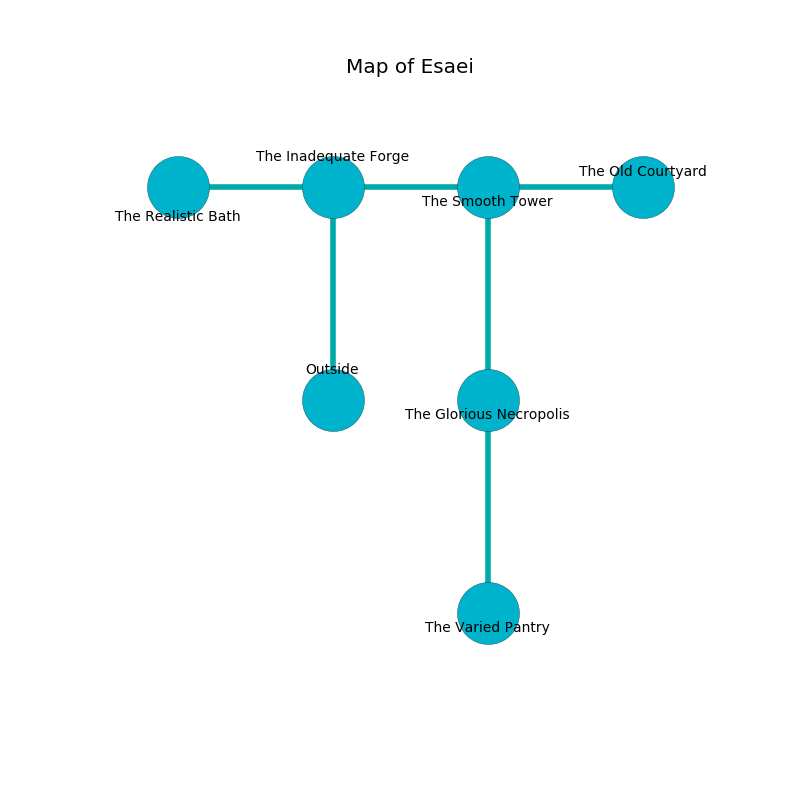 Map of Esaei
The Inadequate Forge
The Old Courtyard
The Smooth Tower
The Realistic Bath
Outside
The Glorious Necropolis
The Varied Pantry